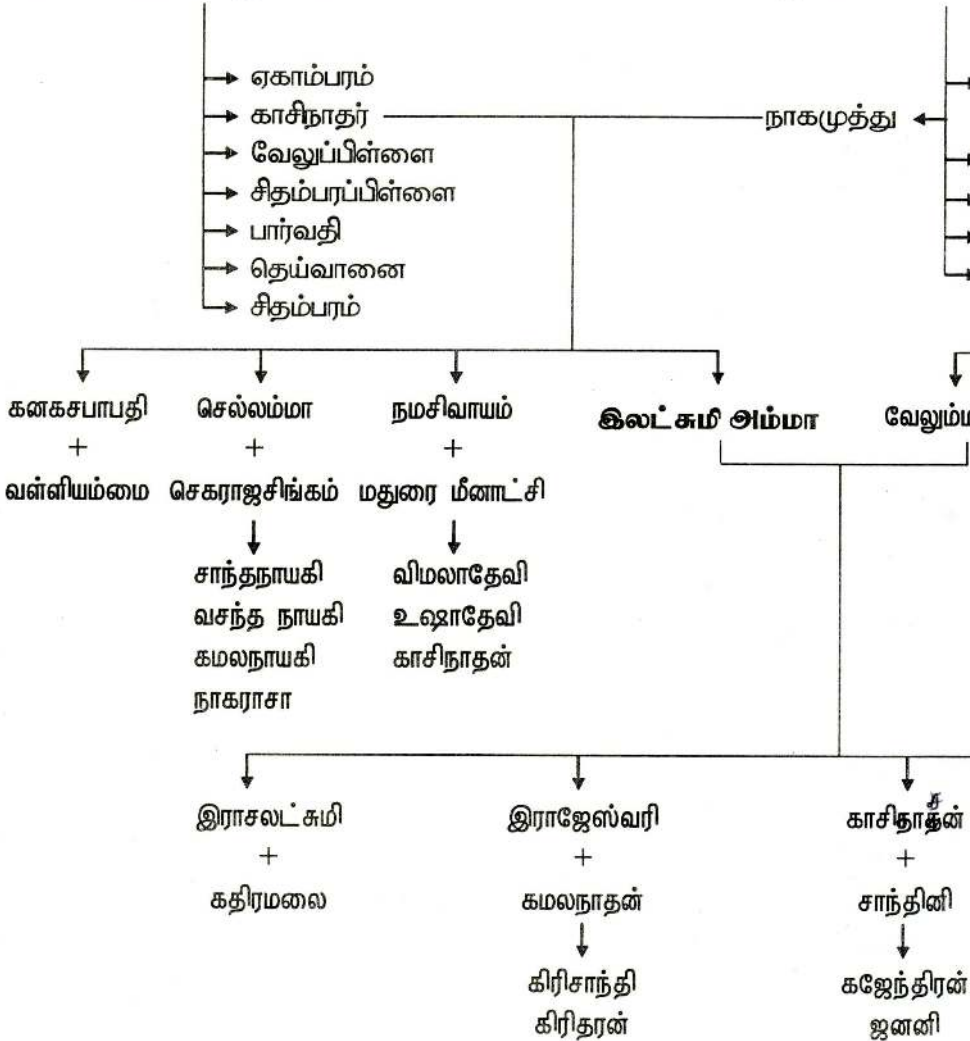 ஏகாம்பரம்
காசிநாதர் நாகமுத்து
வேலுப்பிள்ளை
சிதம்பரப்பிள்ளை
பார்வதி
தெய்வானை
சிதம்பரம்
கனகசபாபதி செல்லம்மா நமசிவாயம் இலட்சுமி அம்மா
+ + +
வள்ளியம்மை செகராஜசிங்கம் மதுரை மீனாட்சி
சாந்தநாயகி விமலாதேவி
வசந்த நாயகி உஷாதேவி
கமலநாயகி காசிநாதன்
நாகராசா
இராசலட்சுமி இராஜேஸ்வரி
+ + +
கதிரமலை கமலநாதன் சாந்தினி
கிரிசாந்தி கஜேந்திரன்
கிரிதரன் ஜனனி